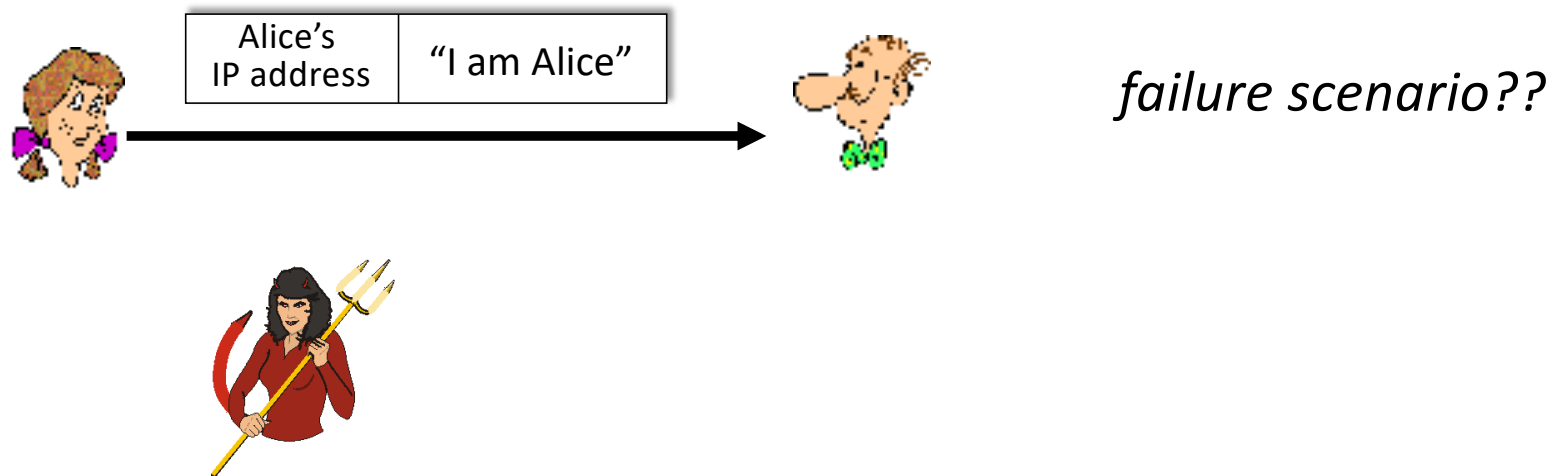 Alice’s
IP address
“I am Alice”
failure scenario??